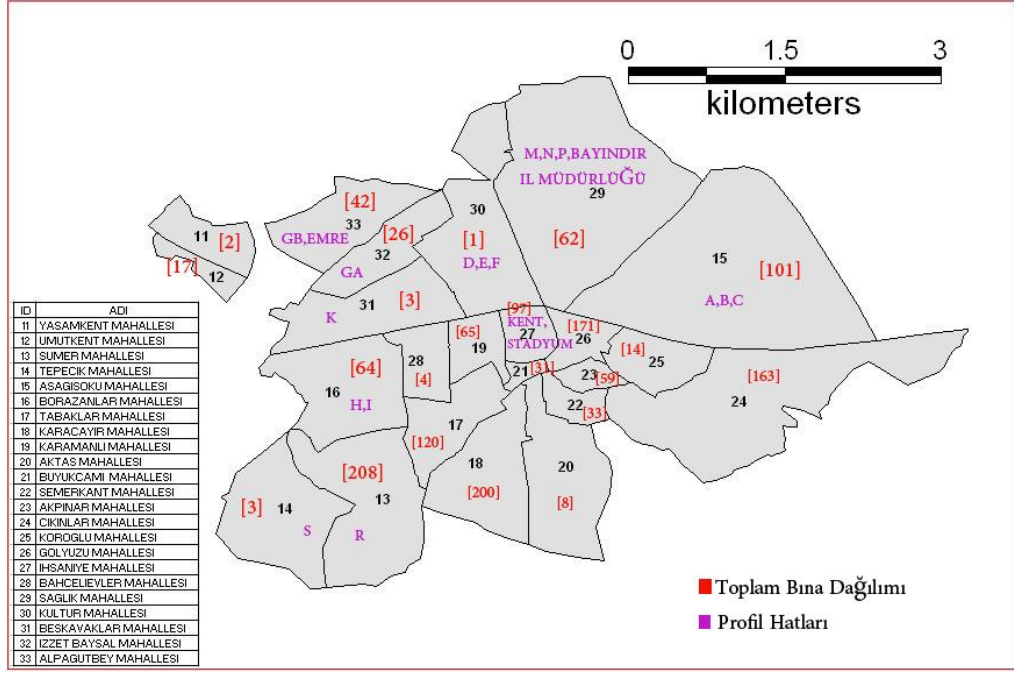 0 1.5 3
kilometers
M,N,P,BAYINDIR
IL MÜDÜRLÜĞÜ
29
[62]
[42]
33
GB,EMRE
[26]
32
GA
30
[1]
D,E,F
11 [2]
[17] 12
15
[101]
A,B,C
31 [3]
K
[97]
KENT,
27
STADYUM
[171]
26
[65]
19
[14]
25
28
[4]
[64]
16
H,I
21 [31]
23
[59]
22
[33]
[163]
24
17
[120]
18
[200]
20
[8]
[208]
13
R
[3] 14
S
ID ADI
11 YASAMKENT MAHALLESI
12 UMUTKENT MAHALLESI
13 SUMER MAHALLESI
14 TEPECIK MAHALLESI
15 ASAGISOKU MAHALLESI
16 BORAZANLAR MAHALLESI
17 TABAKLAR MAHALLESI
18 KARACAYIR MAHALLESI
19 KARAMANLI MAHALLESI
20 AKTAS MAHALLESI
21 BUYUKCAMI MAHALLESI
22 SEMERKANT MAHALLESI
23 AKPINAR MAHALLESI
24 CIKINLAR MAHALLESI
25 KOROGLU MAHALLESI
26 GOLYUZU MAHALLESI
27 IHSANIYE MAHALLESI
28 BAHCELIEVLER MAHALLESI
29 SAGLIK MAHALLESI
30 KULTUR MAHALLESI
31 BESKAVAKLAR MAHALLESI
32 IZZET BAYSAL MAHALLESI
33 ALPAGUTBEY MAHALLESI
Toplam Bına Dağılımı
Profil Hatları